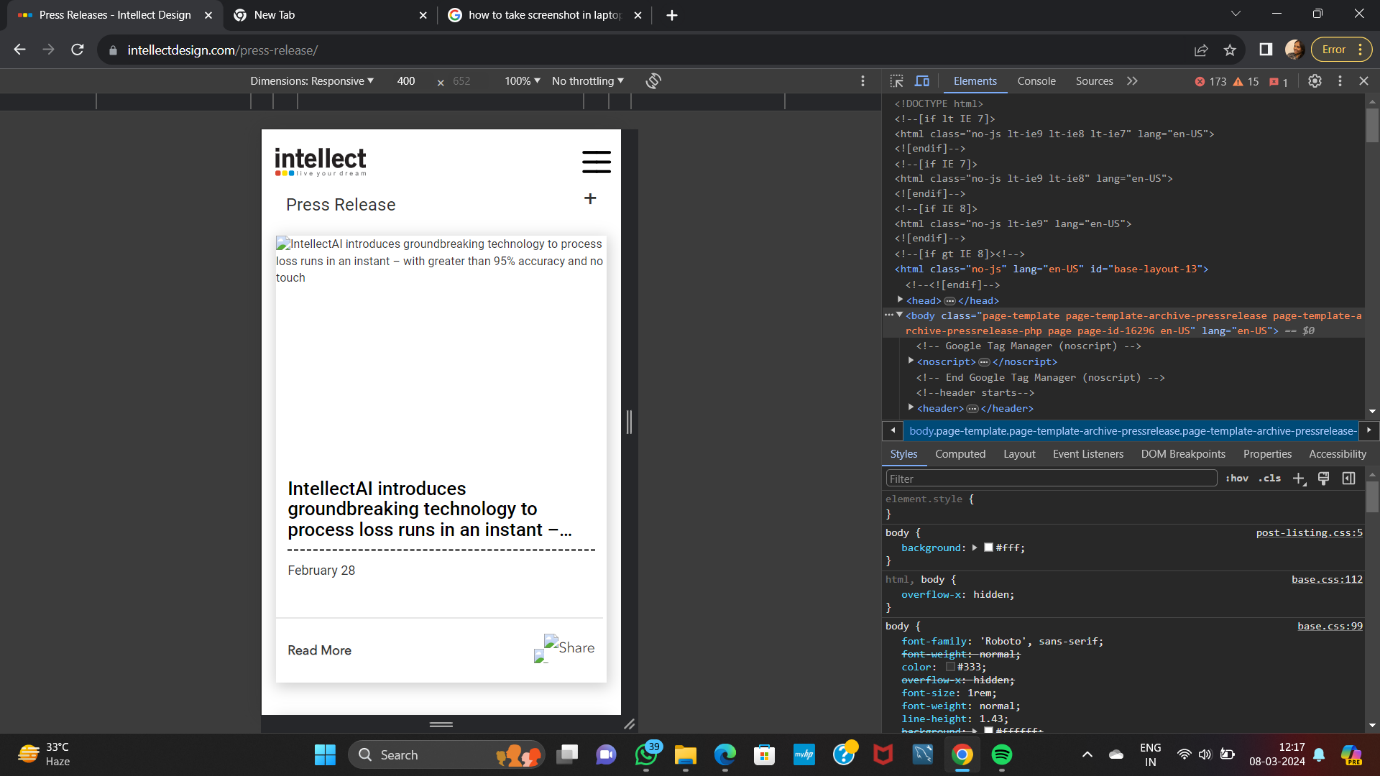 Press Releases - Intellect Design
New Tab
how to take screenshot in laptop
intellectdesign.com/press-release/
Error
Dimensions: Responsive
400
×
652
100%
No throttling
Elements
Console
Sources
173
15
1
intellect
live your dream
Press Release
+
IntellectAI introduces groundbreaking technology to process
loss runs in an instant – with greater than 95% accuracy and no
touch
IntellectAI introduces
groundbreaking technology to
process loss runs in an instant –...
February 28
Read More
Share
<!DOCTYPE html>
<!--[if lt IE 7]>
<html class="no-js lt-ie9 lt-ie8 lt-ie7" lang="en-US">
<![endif]-->
<!--[if IE 7]>
<html class="no-js lt-ie9 lt-ie8" lang="en-US">
<![endif]-->
<!--[if IE 8]>
<html class="no-js lt-ie9" lang="en-US">
<![endif]-->
<!--[if gt IE 8]><!-->
<html class="no-js" lang="en-US" id="base-layout-13">
<!--<![endif]-->
<head> ⋯ </head>
<body class="page-template page-template-archive-pressrelease page-template-a
rchive-pressrelease-php page page-id-16296 en-US" lang="en-US"> == $0
<!-- Google Tag Manager (noscript) -->
<noscript> ⋯ </noscript>
<!-- End Google Tag Manager (noscript) -->
<!--header starts-->
<header> ⋯ </header>
body.page-template.page-template-archive-pressrelease.page-template-archive-pressrelease-
Styles
Computed
Layout
Event Listeners
DOM Breakpoints
Properties
Accessibility
Filter
:hov
.cls
element.style {
}
body {
post-listing.css:5
background: #fff;
}
html, body {
base.css:112
overflow-x: hidden;
}
body {
base.css:99
font-family: 'Roboto', sans-serif;
font-weight: normal;
color: #333;
overflow-x: hidden;
font-size: 1rem;
font-weight: normal;
line-height: 1.43;
background: #ffffff;
33°C
Haze
Search
39
myhp
PRE
ENG
IN
12:17
08-03-2024